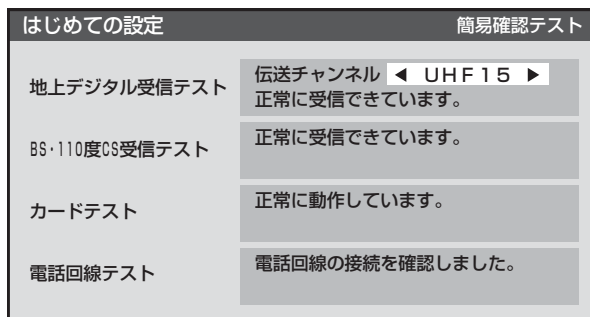 はじめての設定 簡易確認テスト
地上デジタル受信テスト
伝送チャンネル ◀ UHF15 ▶
正常に受信できています。
BS・110度CS受信テスト
正常に受信できています。
カードテスト
正常に動作しています。
電話回線テスト
電話回線の接続を確認しました。